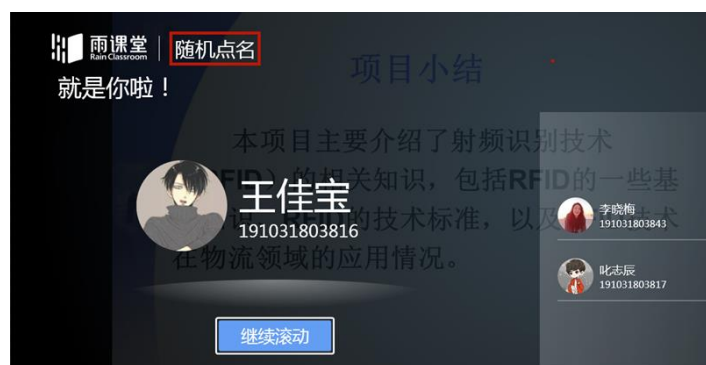 雨课堂
Rain Classroom
随机点名
就是你啦！
项目小结
本项目主要介绍了射频识别技术
FID）的相关知识，包括RFID的一些基
识、RFID的技术标准，以及 技术
在物流领域的应用情况。
王佳宝
191031803816
李晓梅
191031803843
叱志辰
191031803817
继续滚动